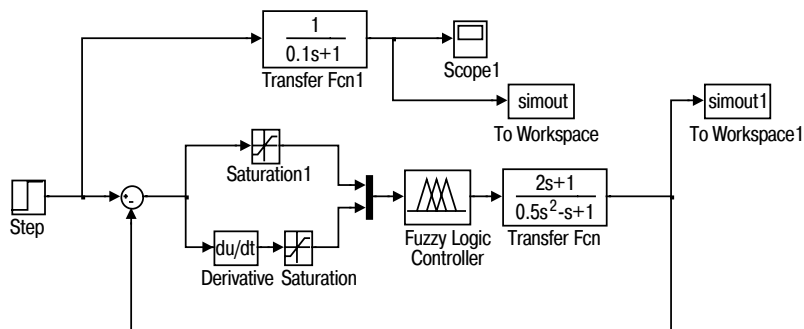 1
0.1s+1
Transfer Fcn1
Scope1
simout
To Workspace
simout1
To Workspace1
Saturation1
Step
+
-
du/dt
Derivative
Saturation
Fuzzy Logic
Controller
2s+1
0.5s²-s+1
Transfer Fcn